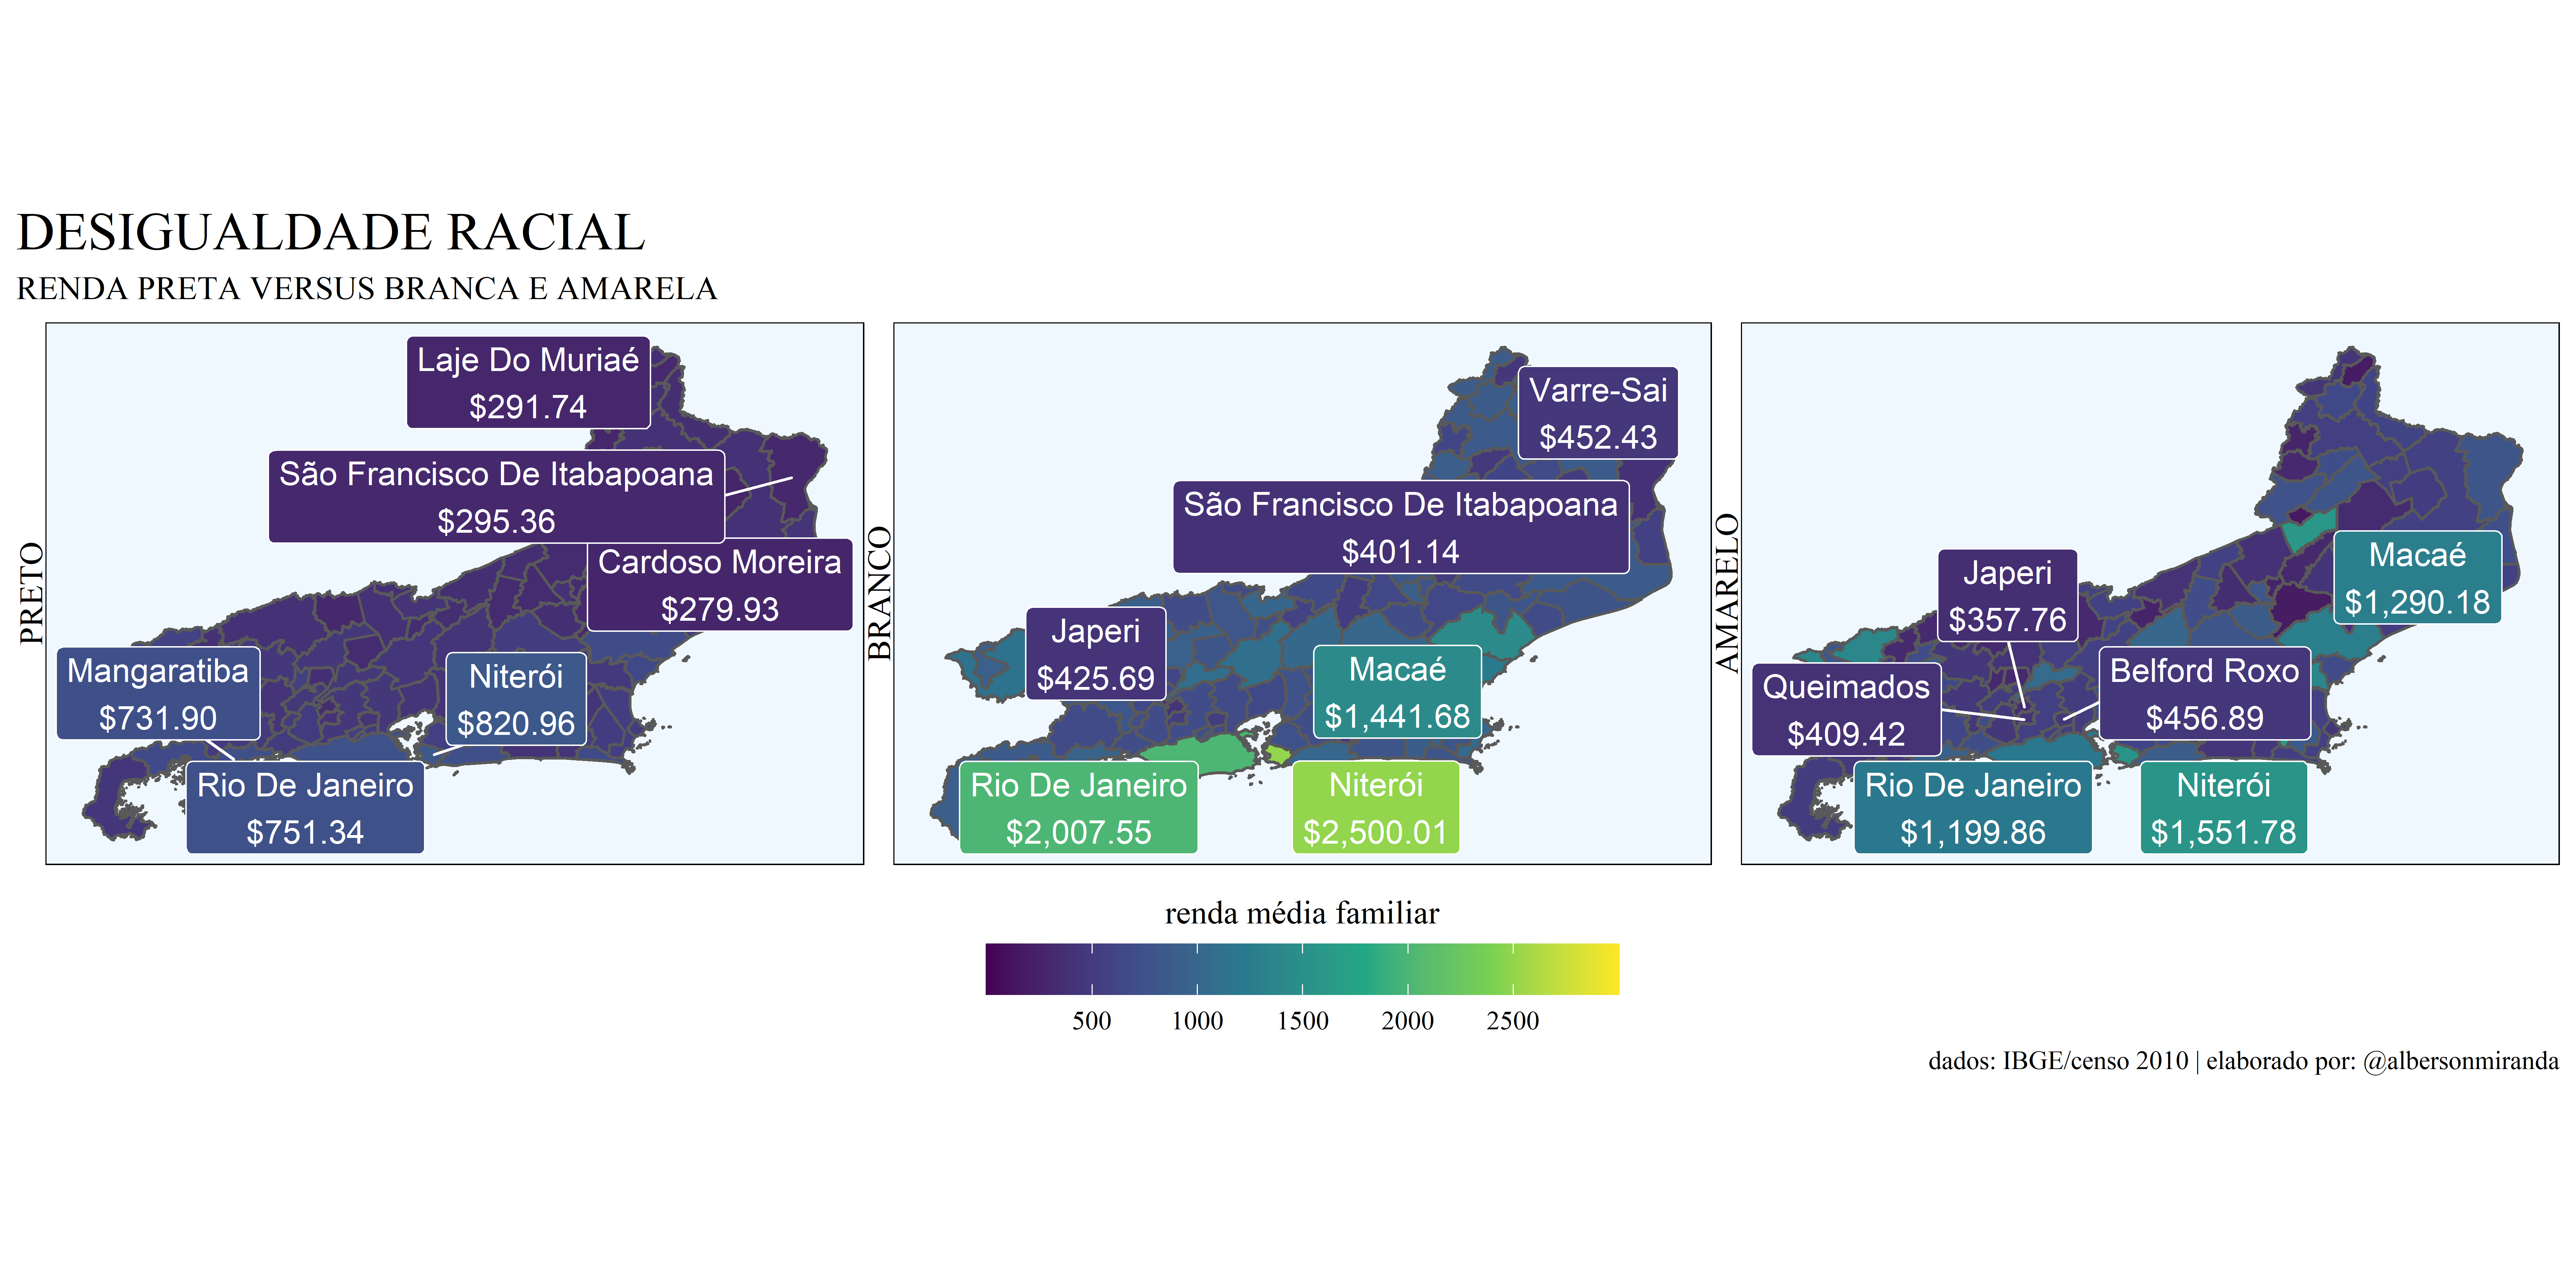 DESIGUALDADE RACIAL
RENDA PRETA VERSUS BRANCA E AMARELA
PRETO
Laje Do Muriaé
$291.74
São Francisco De Itabapoana
$295.36
Cardoso Moreira
$279.93
Mangaratiba
$731.90
Niterói
$820.96
Rio De Janeiro
$751.34
BRANCO
Varre-Sai
$452.43
São Francisco De Itabapoana
$401.14
Japeri
$425.69
Macaé
$1,441.68
Rio De Janeiro
$2,007.55
Niterói
$2,500.01
AMARELO
Macaé
$1,290.18
Japeri
$357.76
Belford Roxo
$456.89
Queimados
$409.42
Rio De Janeiro
$1,199.86
Niterói
$1,551.78
renda média familiar
500 1000 1500 2000 2500
dados: IBGE/censo 2010 | elaborado por: @albersonmiranda